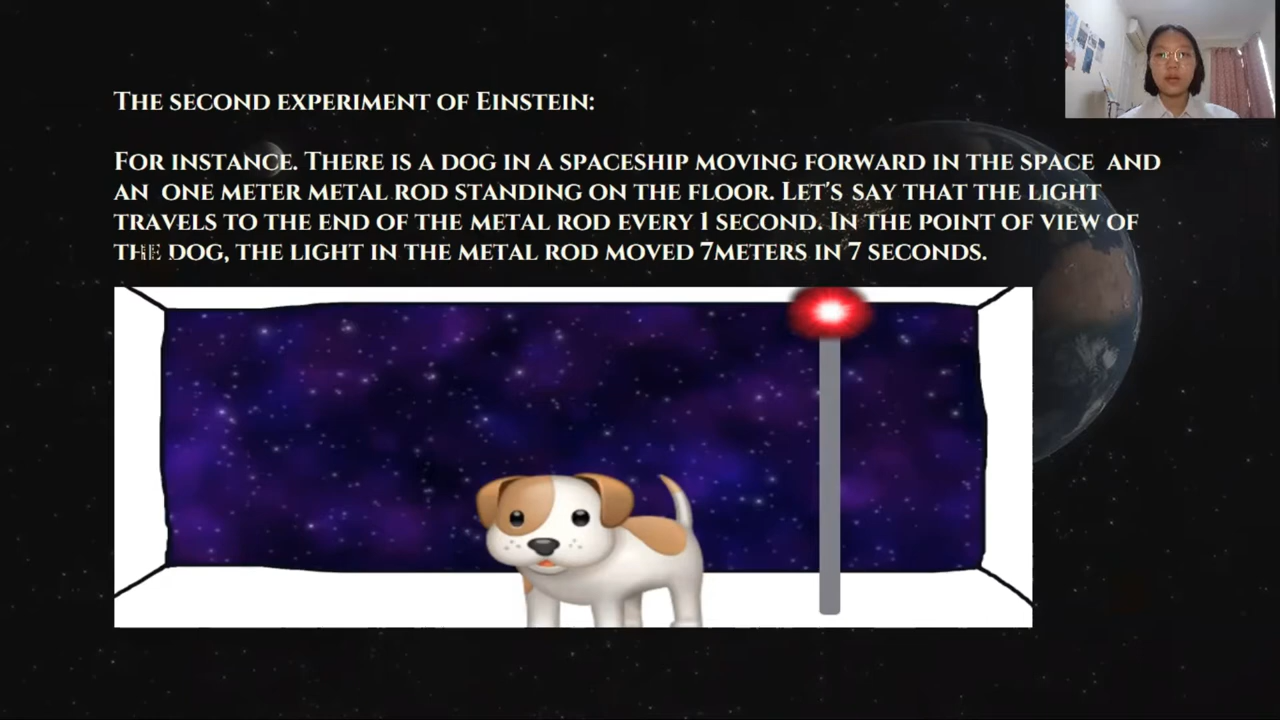 The second experiment of Einstein:
For instance. There is a dog in a spaceship moving forward in the space and
an one meter metal rod standing on the floor. Let's say that the light
travels to the end of the metal rod every 1 second. In the point of view of
the dog, the light in the metal rod moved 7meters in 7 seconds.